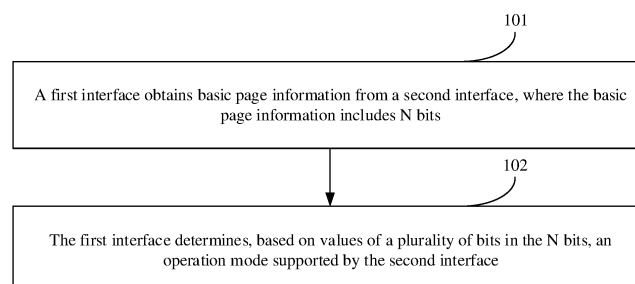 101
A first interface obtains basic page information from a second interface, where the basic
page information includes N bits
102
The first interface determines, based on values of a plurality of bits in the N bits, an
operation mode supported by the second interface